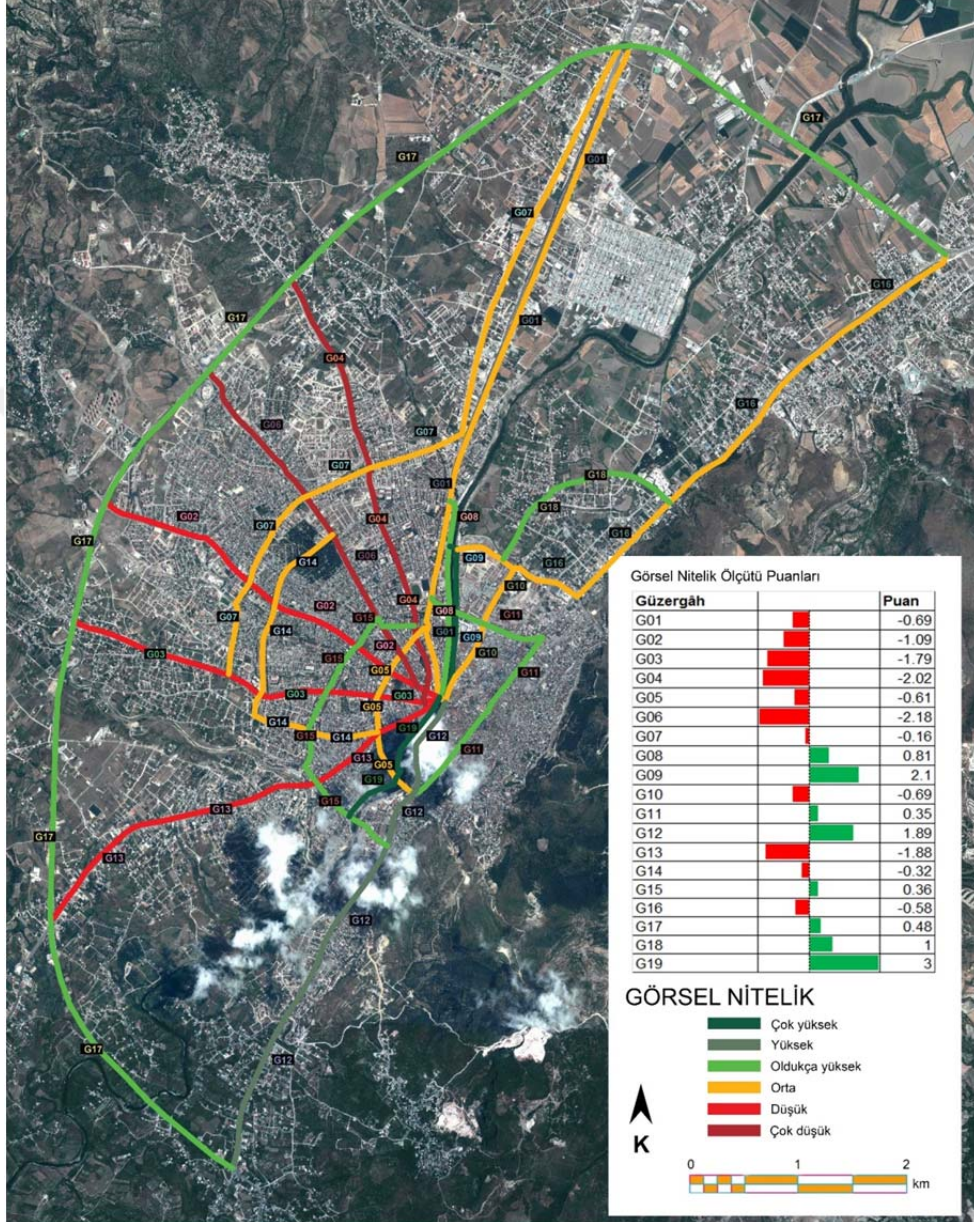 G17
G17
G01
G07
G16
G17
G01
G04
G16
G06
G07
G07
G01
G18
G02
G08
G18
G04
G07
G17
G16
G06
G14
G09
G16
G10
G04
G15
G08
G11
G02
G07
G14
G02
G01
G09
G10
G03
G15
G05
G11
G03
G03
G05
G14
G15
G14
G19
G12
G13
G11
G05
G19
G13
G15
G12
G17
G13
G12
G17
G12
Görsel Nitelik Ölçütü Puanları
Güzergâh Puan
G01 -0.69
G02 -1.09
G03 -1.79
G04 -2.02
G05 -0.61
G06 -2.18
G07 -0.16
G08 0.81
G09 2.1
G10 -0.69
G11 0.35
G12 1.89
G13 -1.88
G14 -0.32
G15 0.36
G16 -0.58
G17 0.48
G18 1
G19 3
GÖRSEL NİTELİK
Çok yüksek
Yüksek
Oldukça yüksek
Orta
Düşük
Çok düşük
K
0 1 2
km